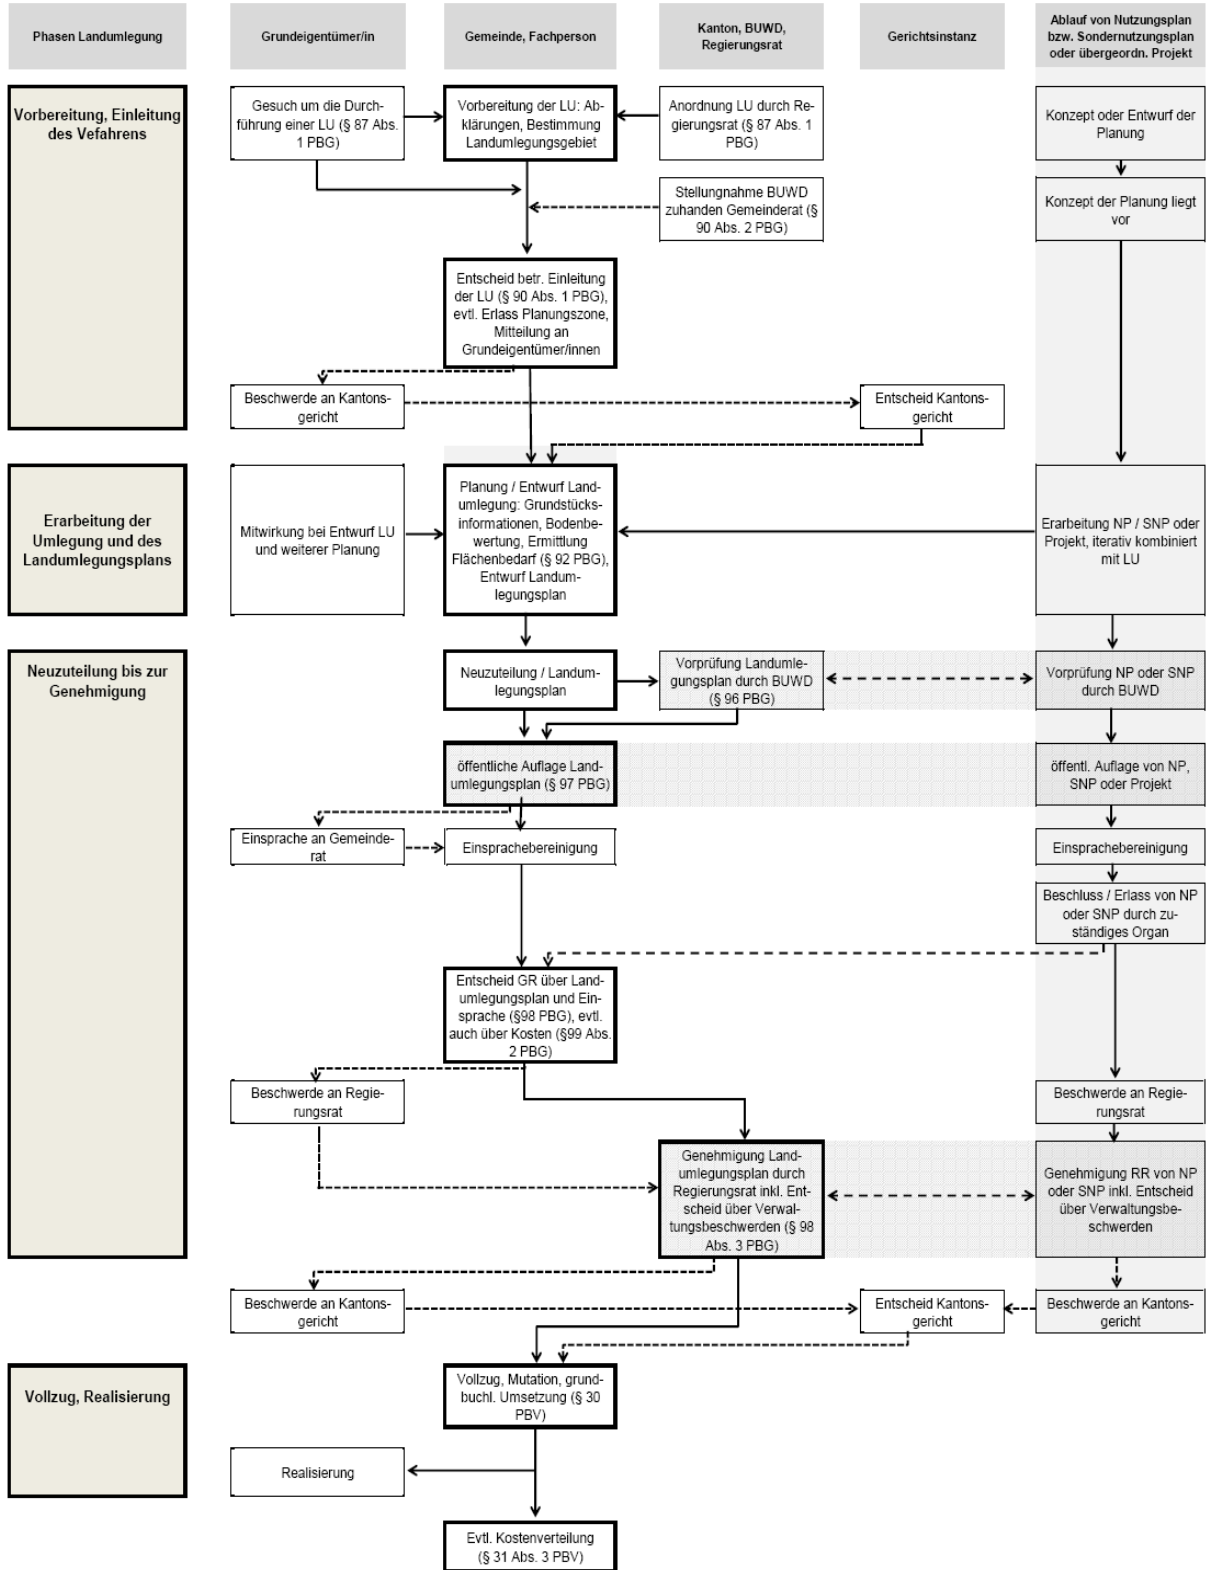 Phasen Landumlegung
Grundeigentümer/in
Gemeinde, Fachperson
Kanton, BUWD,
Regierungsrat
Gerichtsinstanz
Ablauf von Nutzungsplan
bzw. Sondernutzungsplan
oder übergeordn. Projekt
Vorbereitung, Einleitung
des Vefahrens
Gesuch um die Durch-
führung einer LU (§ 87 Abs.
1 PBG)
Vorbereitung der LU: Ab-
klärungen, Bestimmung
Landumlegungsgebiet
Anordnung LU durch Re-
gierungsrat (§ 87 Abs. 1
PBG)
Konzept oder Entwurf der
Planung
Stellungnahme BUWD
zuhanden Gemeinderat (§
90 Abs. 2 PBG)
Konzept der Planung liegt
vor
Entscheid betr. Einleitung
der LU (§ 90 Abs. 1 PBG),
evtl. Erlass Planungszone,
Mitteilung an
Grundeigentümer/innen
Beschwerde an Kantons-
gericht
Entscheid Kantons-
gericht
Erarbeitung der
Umlegung und des
Landumlegungsplans
Mitwirkung bei Entwurf LU
und weiterer Planung
Planung / Entwurf Land-
umlegung: Grundstücks-
informationen, Bodenbe-
wertung, Ermittlung
Flächenbedarf (§ 92 PBG),
Entwurf Landum-
legungsplan
Erarbeitung NP / SNP oder
Projekt, iterativ kombiniert
mit LU
Neuzuteilung bis zur
Genehmigung
Neuzuteilung / Landum-
legungsplan
Vorprüfung Landumle-
gungsplan durch BUWD
(§ 96 PBG)
Vorprüfung NP oder SNP
durch BUWD
öffentliche Auflage Land-
umlegungsplan (§ 97 PBG)
öffentl. Auflage von NP,
SNP oder Projekt
Einsprache an Gemeinde-
rat
Einsprachebereinigung
Einsprachebereinigung
Beschluss / Erlass von NP
oder SNP durch zu-
ständiges Organ
Entscheid GR über Land-
umlegungsplan und Ein-
sprache (§98 PBG), evtl.
auch über Kosten (§99 Abs.
2 PBG)
Beschwerde an Regie-
rungsrat
Beschwerde an Regie-
rungsrat
Genehmigung Land-
umlegungsplan durch
Regierungsrat inkl. Ent-
scheid über Verwal-
tungsbeschwerden (§ 98
Abs. 3 PBG)
Genehmigung RR von NP
oder SNP inkl. Entscheid
über Verwaltungsbe-
schwerden
Beschwerde an Kantons-
gericht
Entscheid Kantons-
gericht
Beschwerde an Kantons-
gericht
Vollzug, Realisierung
Vollzug, Mutation, grund-
buchl. Umsetzung (§ 30
PBV)
Realisierung
Evtl. Kostenverteilung
(§ 31 Abs. 3 PBV)